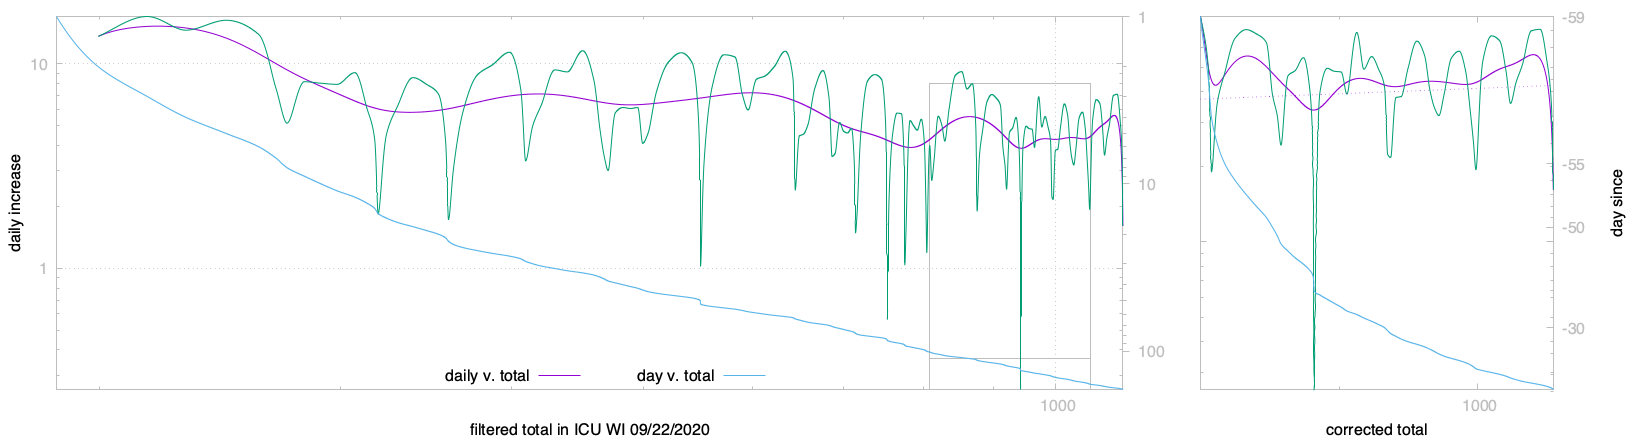 daily increase
10
1
1
10
100
1000
daily v. total
day v. total
filtered total in ICU WI 09/22/2020
-59
-55
-50
-30
day since
1000
corrected total